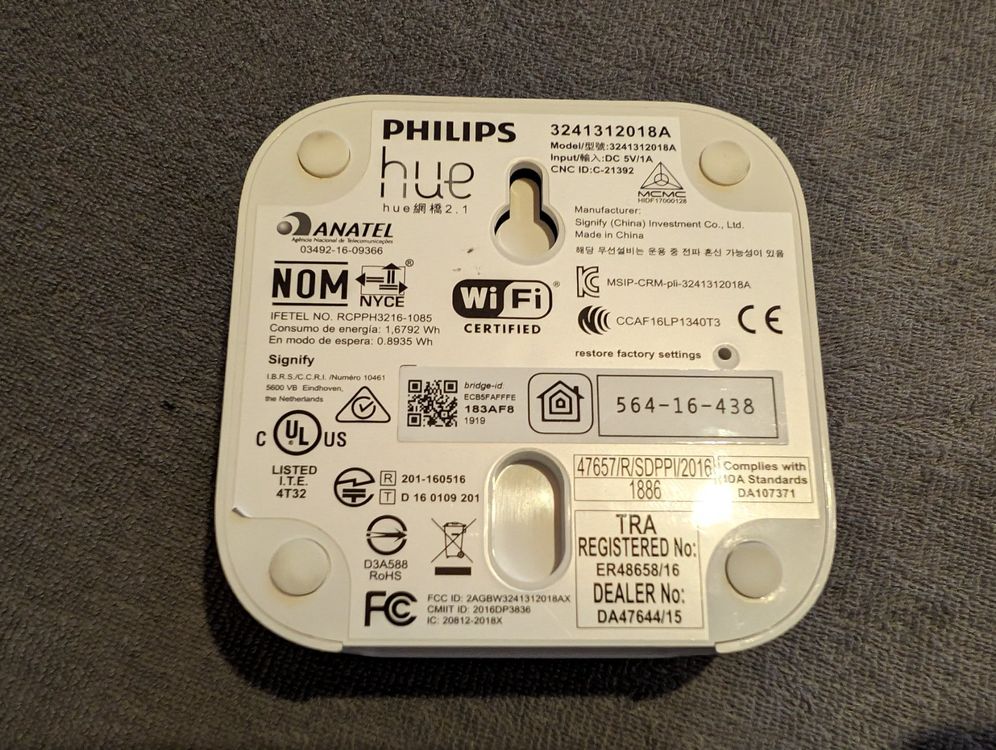 PHILIPS
hue
hue 網橋 2.1
3241312018A
Model/型號:3241312018A
Input/輸入:DC 5V/1A
CNC ID:C-21392
MCMC
HIDF17000128
Manufacturer:
Signify (China) Investment Co., Ltd.
Made in China
해당 무선설비는 운용 중 전파 혼신 가능성이 있음
ANATEL
Agência Nacional de Telecomunicações
03492-16-09366
NOM
NYCE
®
IFETEL NO. RCPPH3216-1085
Consumo de energía: 1,6792 Wh
En modo de espera: 0.8935 Wh
Wi Fi ®
CERTIFIED
MSIP-CRM-pli-3241312018A
CCAF16LP1340T3
CE
restore factory settings
Signify
I.B.R.S./C.C.R.I. /Numéro 10461
5600 VB Eindhoven,
the Netherlands
bridge-id:
ECB5FAFFFE
183AF8
1919
564-16-438
C UL US
LISTED
I.T.E.
4T32
R 201-160516
T D 16 0109 201
47657/R/SDPPI/2016
1886
Complies with
IDA Standards
DA107371
D3A588
RoHS
TRA
REGISTERED No:
ER48658/16
DEALER No:
DA47644/15
FC
FCC ID: 2AGBW3241312018AX
CMIIT ID: 2016DP3836
IC: 20812-2018X